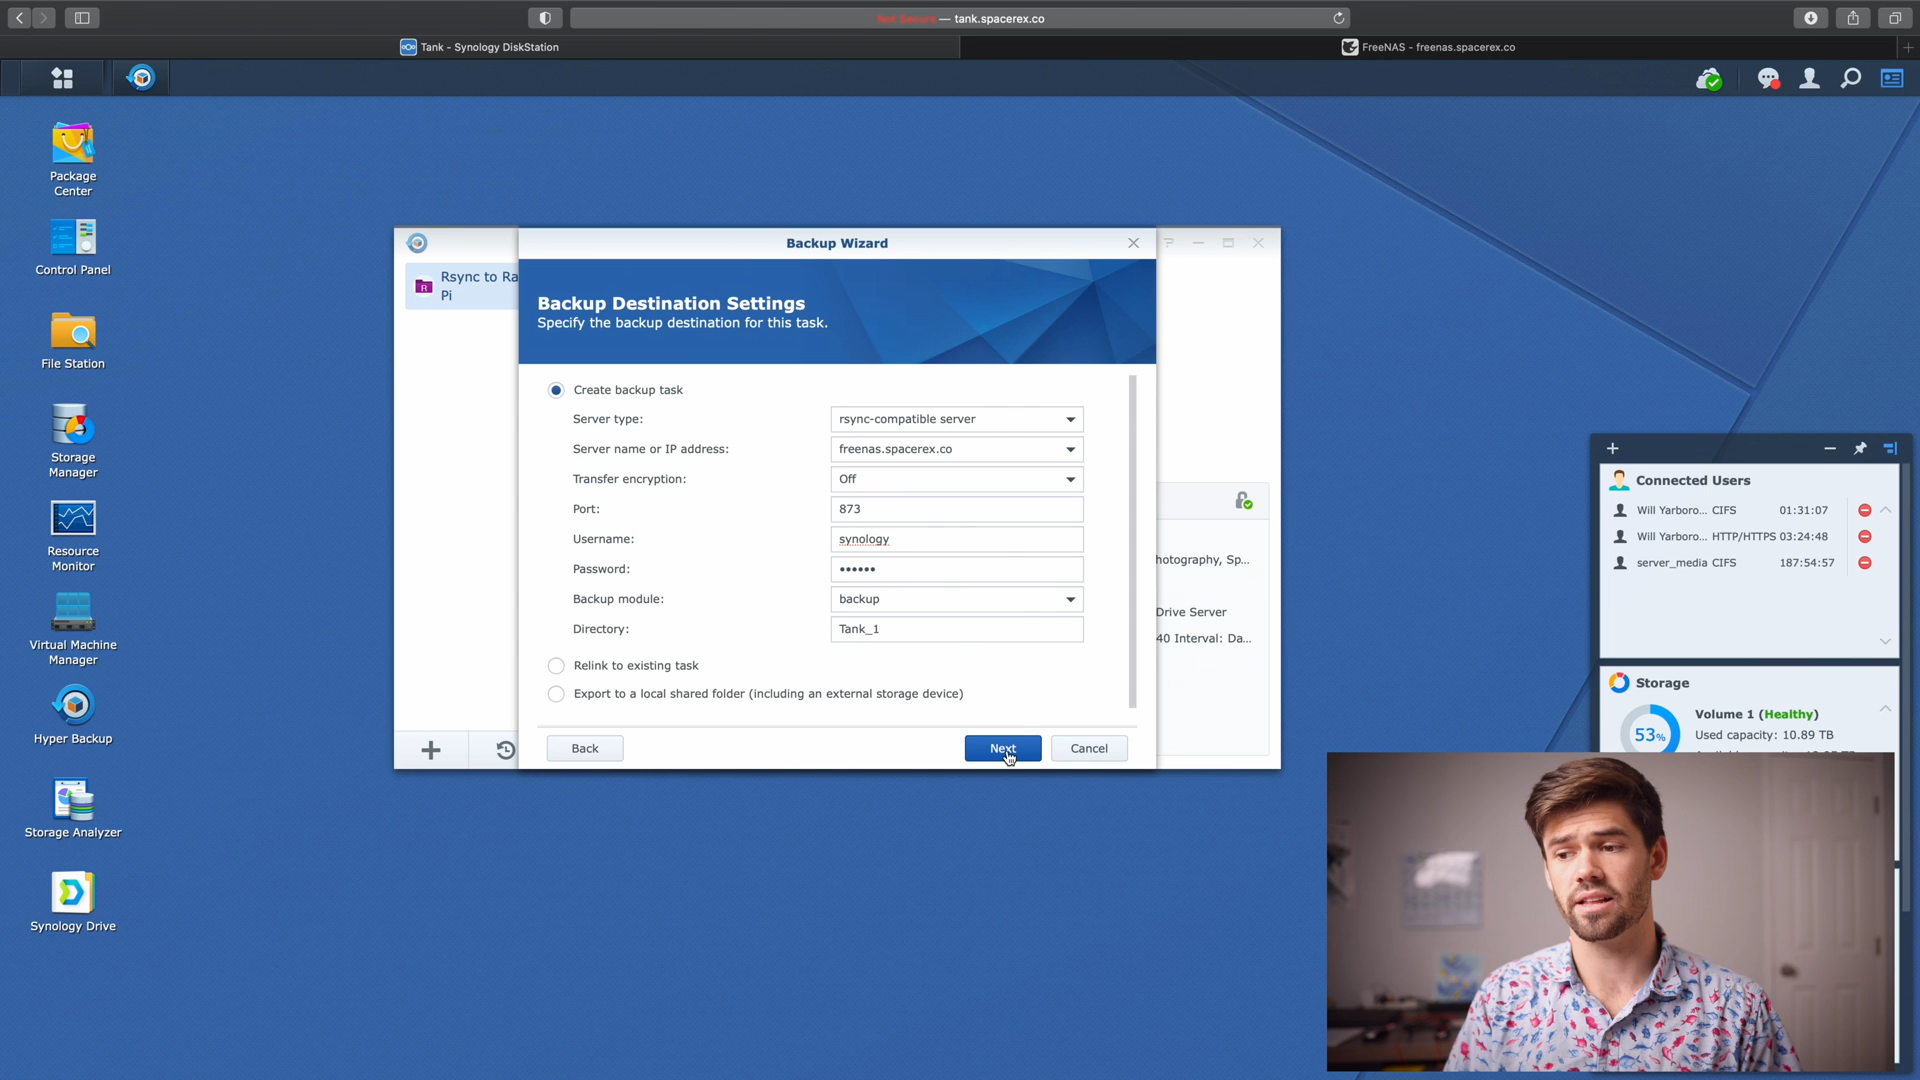 Not Secure — tank.spacerex.co
Tank - Synology DiskStation
FreeNAS - freenas.spacerex.co
Package
Center
Control Panel
File Station
Storage
Manager
Resource
Monitor
Virtual Machine
Manager
Hyper Backup
Storage Analyzer
Synology Drive
Rsync to Ra
Pi
R
Backup Wizard
Backup Destination Settings
Specify the backup destination for this task.
Create backup task
Server type:
rsync-compatible server
Server name or IP address:
freenas.spacerex.co
Transfer encryption:
Off
Port:
873
Username:
synology
Password:
••••••
Backup module:
backup
Directory:
Tank_1
Relink to existing task
Export to a local shared folder (including an external storage device)
Back
Next
Cancel
hotography, Sp...
Drive Server
40 Interval: Da...
Connected Users
Will Yarboro... CIFS 01:31:07
Will Yarboro... HTTP/HTTPS 03:24:48
server_media CIFS 187:54:57
Storage
Volume 1 (Healthy)
53%
Used capacity: 10.89 TB